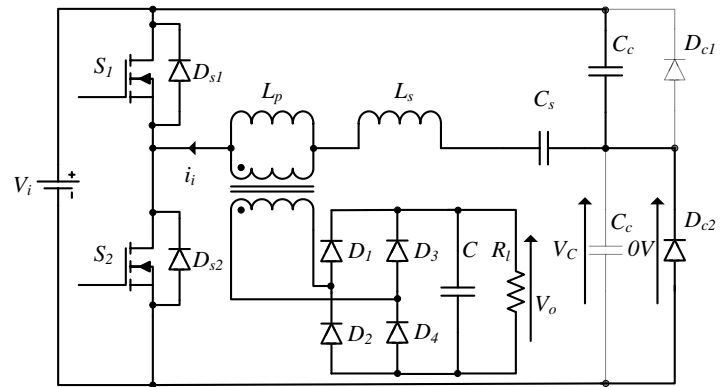 S1
Ds1
Cc
Dc1
Lp
Ls
Cs
Vi
+
-
ii
S2
Ds2
D1
D3
C
Rl
Vo
D2
D4
VC
Cc
0V
Dc2